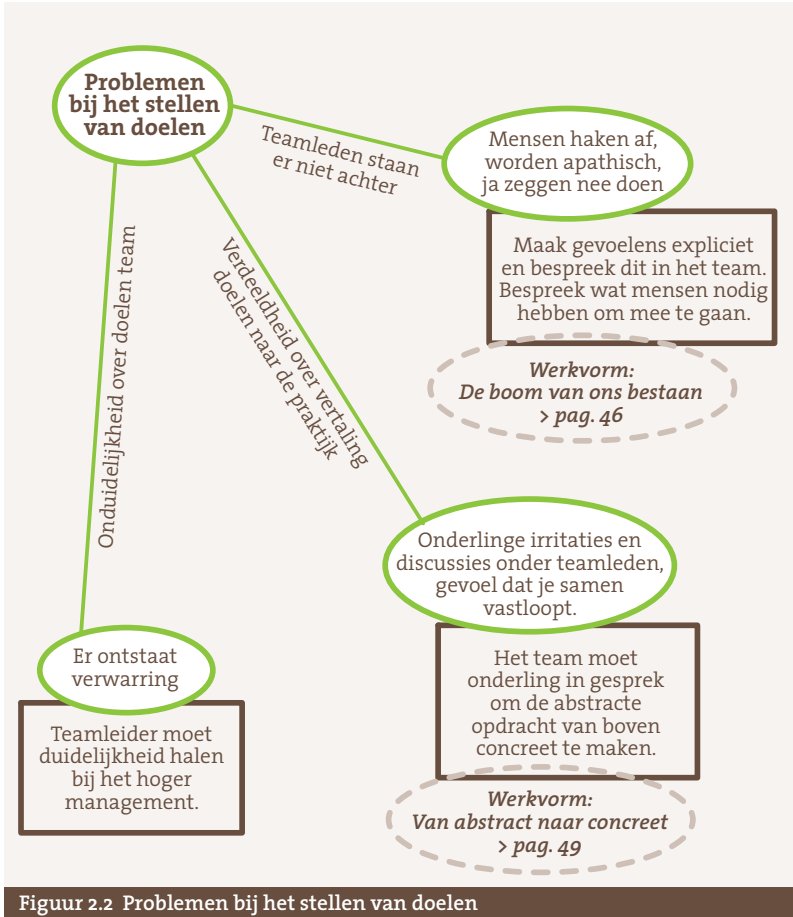 Problemen
bij het stellen
van doelen
Teamleden staan
er niet achter
Mensen haken af,
worden apathisch,
ja zeggen nee doen
Maak gevoelens expliciet
en bespreek dit in het team.
Bespreek wat mensen nodig
hebben om mee te gaan.
Werkvorm:
De boom van ons bestaan
> pag. 46
Verdeeldheid over vertaling
doelen naar de praktijk
Onderlinge irritaties en
discussies onder teamleden,
gevoel dat je samen
vastloopt.
Het team moet
onderling in gesprek
om de abstracte
opdracht van boven
concreet te maken.
Werkvorm:
Van abstract naar concreet
> pag. 49
Onduidelijkheid over doelen team
Er ontstaat
verwarring
Teamleider moet
duidelijkheid halen
bij het hoger
management.
Figuur 2.2 Problemen bij het stellen van doelen